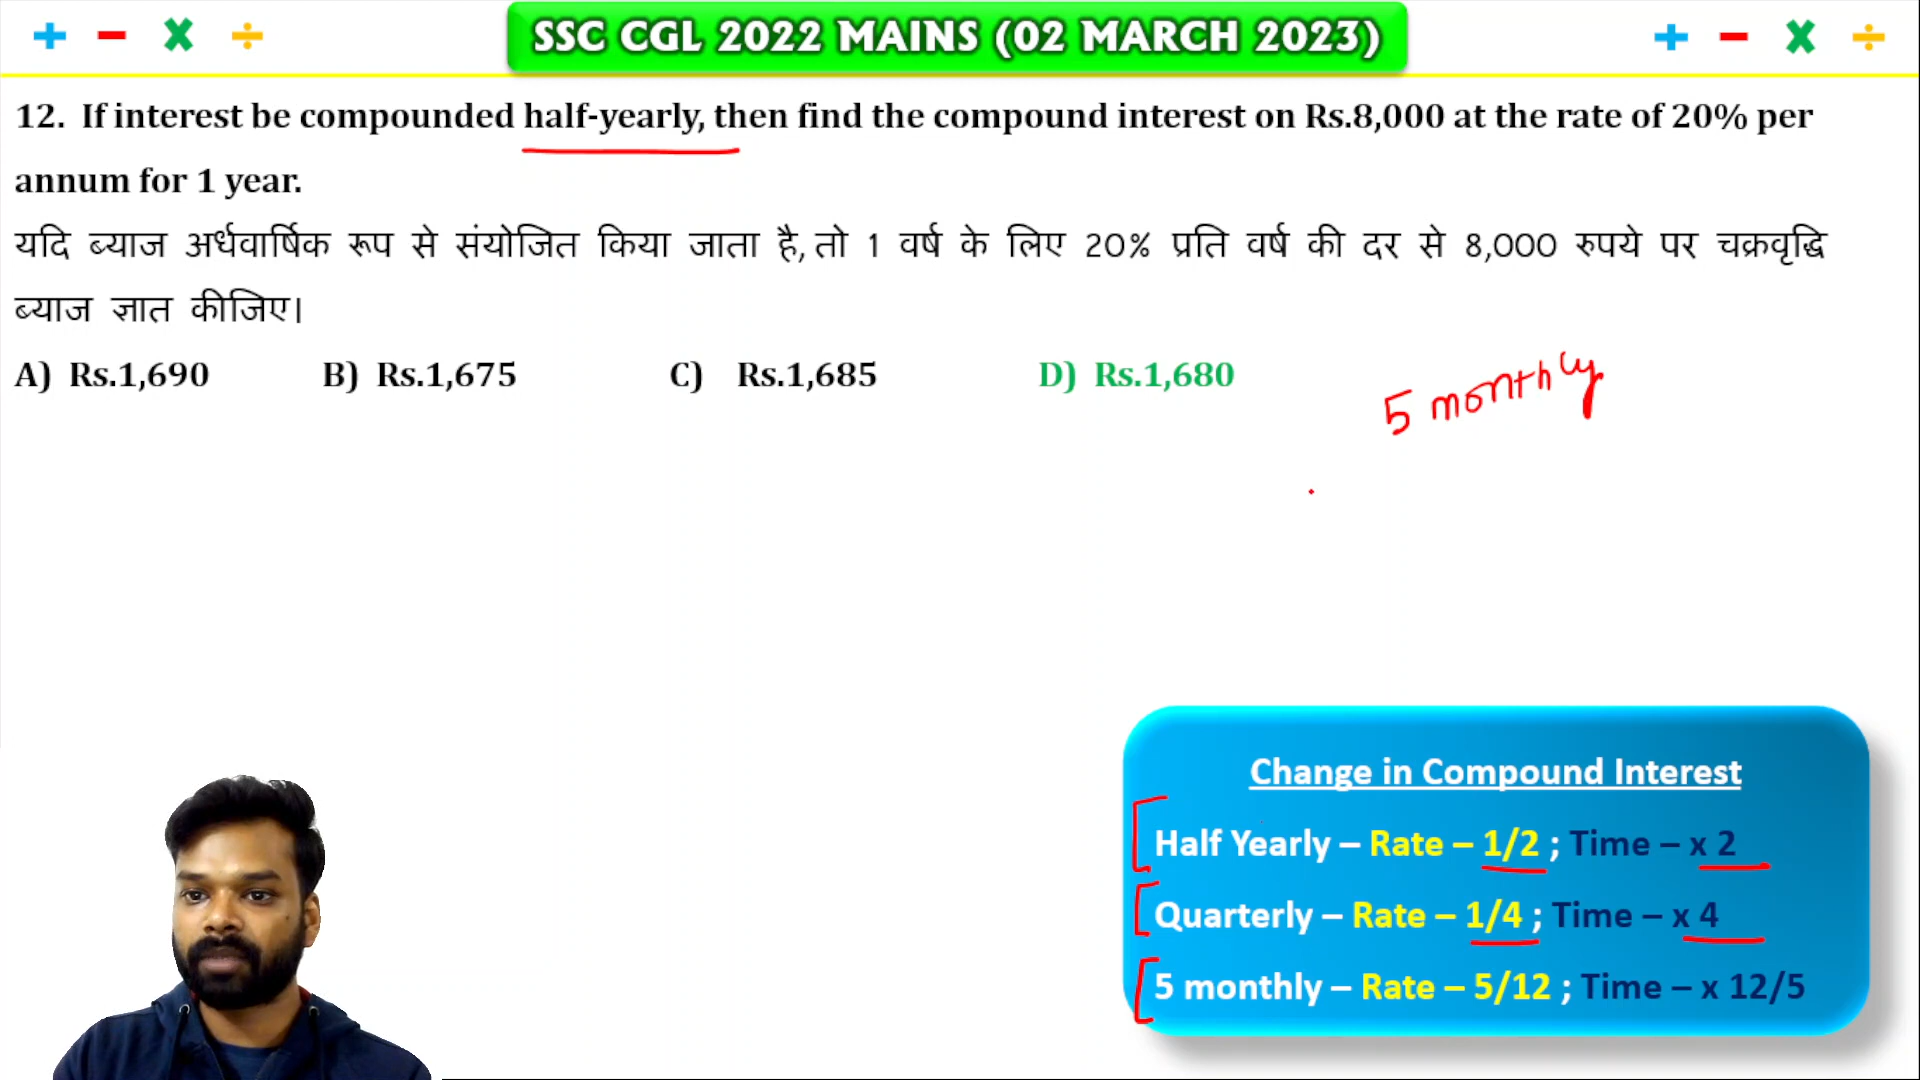 + − × ÷ SSC CGL 2022 MAINS (02 MARCH 2023) + − × ÷
12. If interest be compounded half-yearly, then find the compound interest on Rs.8,000 at the rate of 20% per
annum for 1 year.
यदि ब्याज अर्धवार्षिक रूप से संयोजित किया जाता है, तो 1 वर्ष के लिए 20% प्रति वर्ष की दर से 8,000 रुपये पर चक्रवृद्धि
ब्याज ज्ञात कीजिए।
A) Rs.1,690 B) Rs.1,675 C) Rs.1,685 D) Rs.1,680
5 monthly
Change in Compound Interest
Half Yearly – Rate – 1/2 ; Time – x 2
Quarterly – Rate – 1/4 ; Time – x 4
5 monthly – Rate – 5/12 ; Time – x 12/5